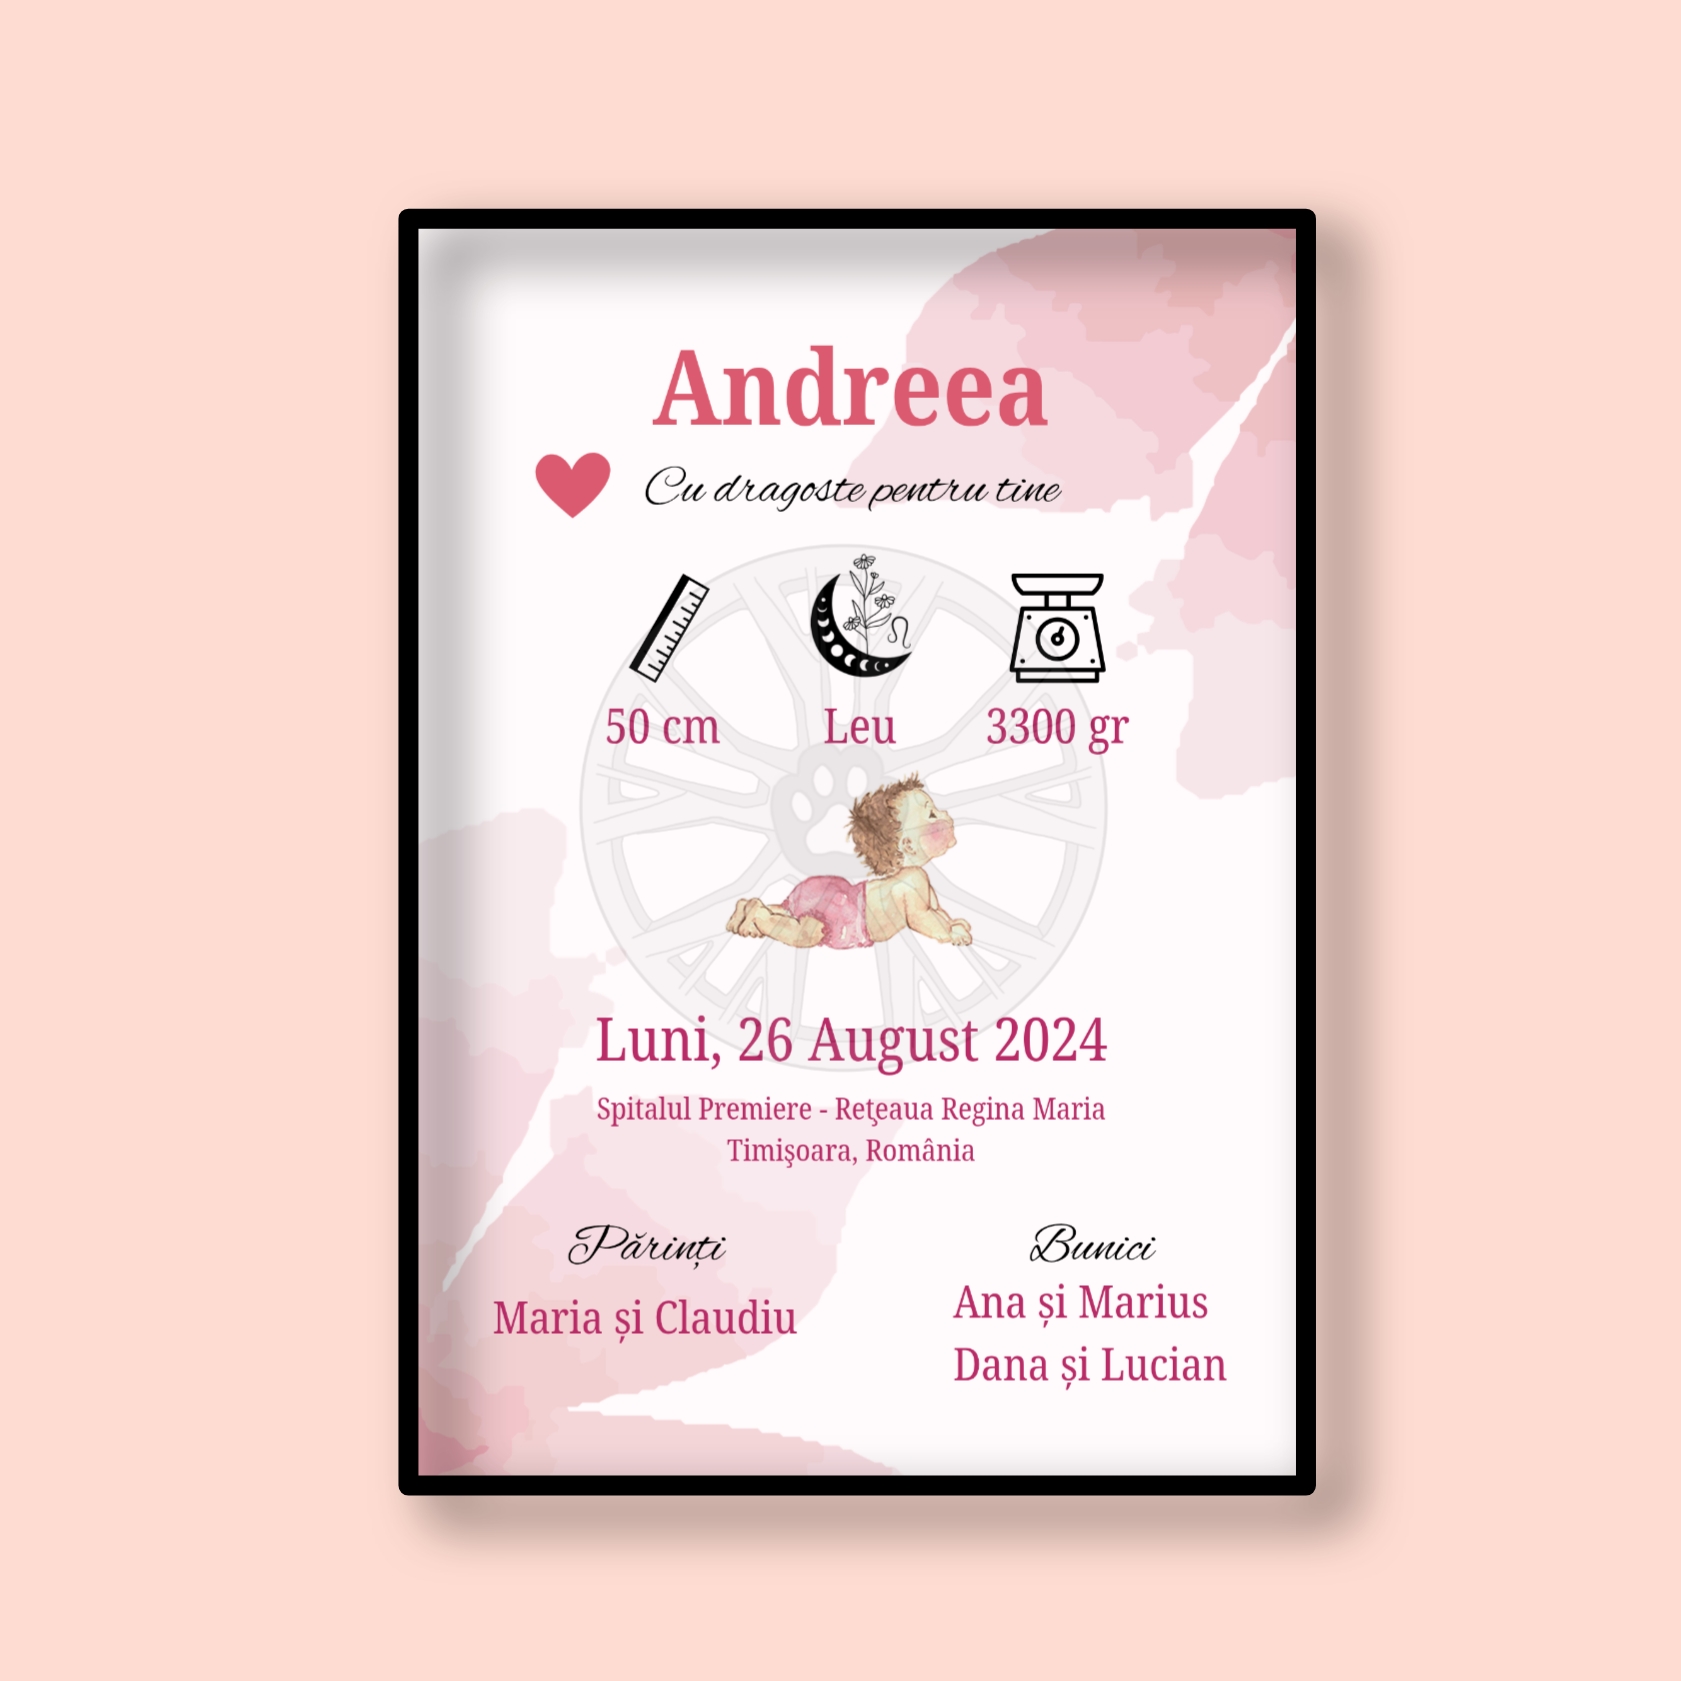 Andreea
Cu dragoste pentru tine
50 cm
Leu
3300 gr
Luni, 26 August 2024
Spitalul Premiere - Reţeaua Regina Maria
Timişoara, România
Părinți
Maria și Claudiu
Bunici
Ana și Marius
Dana și Lucian